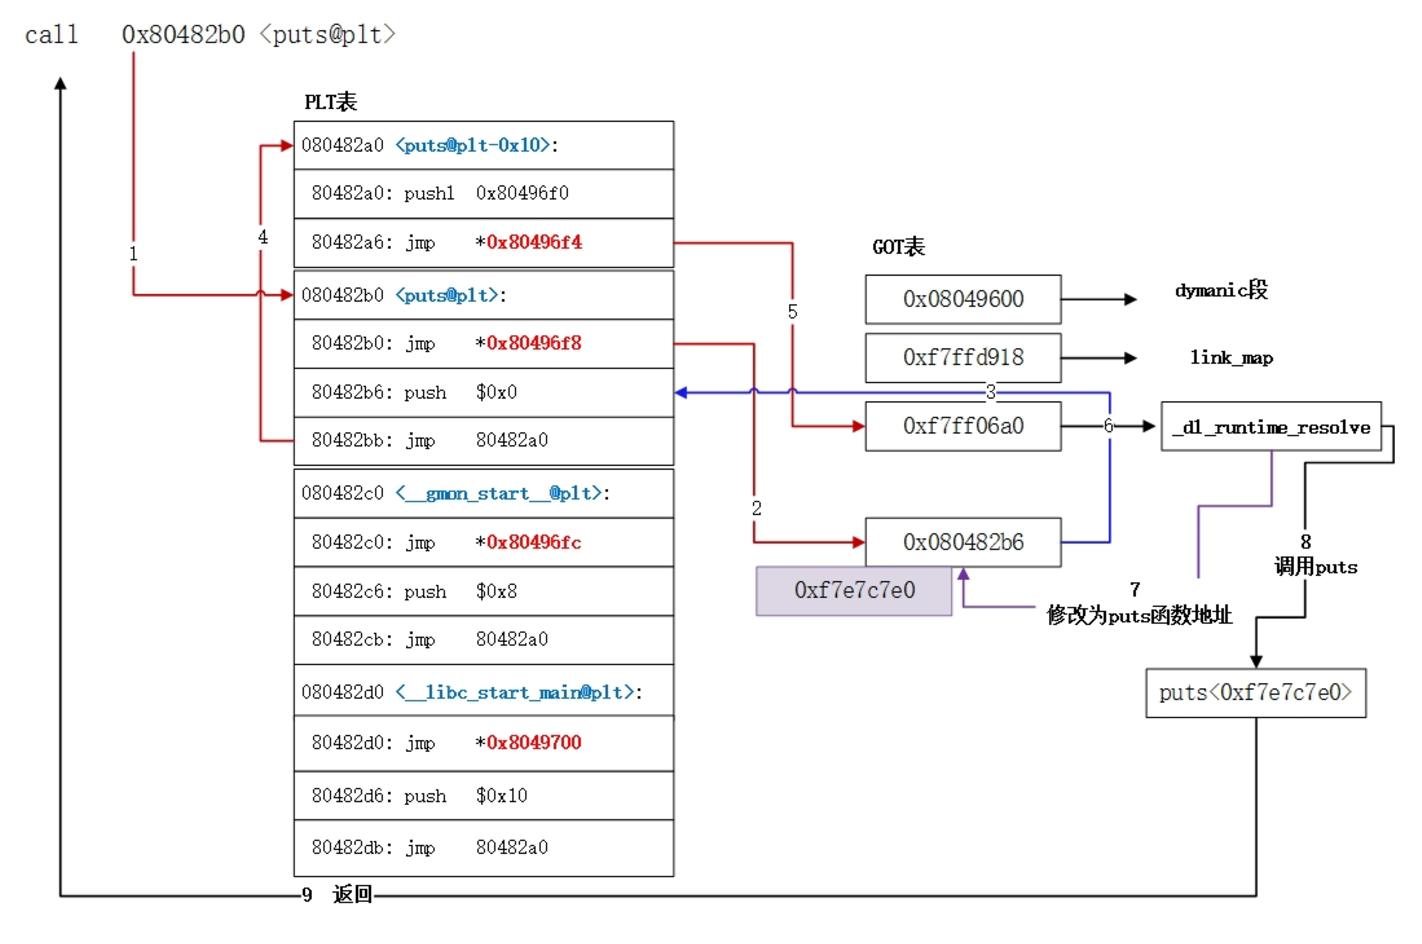 call 0x80482b0 <puts@plt>
PLT表
080482a0 <puts@plt-0x10>:
80482a0: pushl 0x80496f0
80482a6: jmp *0x80496f4
080482b0 <puts@plt>:
80482b0: jmp *0x80496f8
80482b6: push $0x0
80482bb: jmp 80482a0
080482c0 <__gmon_start__@plt>:
80482c0: jmp *0x80496fc
80482c6: push $0x8
80482cb: jmp 80482a0
080482d0 <__libc_start_main@plt>:
80482d0: jmp *0x8049700
80482d6: push $0x10
80482db: jmp 80482a0
1
4
5
2
GOT表
0x08049600
dymanic段
0xf7ffd918
link_map
3
0xf7ff06a0
6
_dl_runtime_resolve
0x080482b6
0xf7e7c7e0
7
修改为puts函数地址
8
调用puts
puts<0xf7e7c7e0>
9 返回